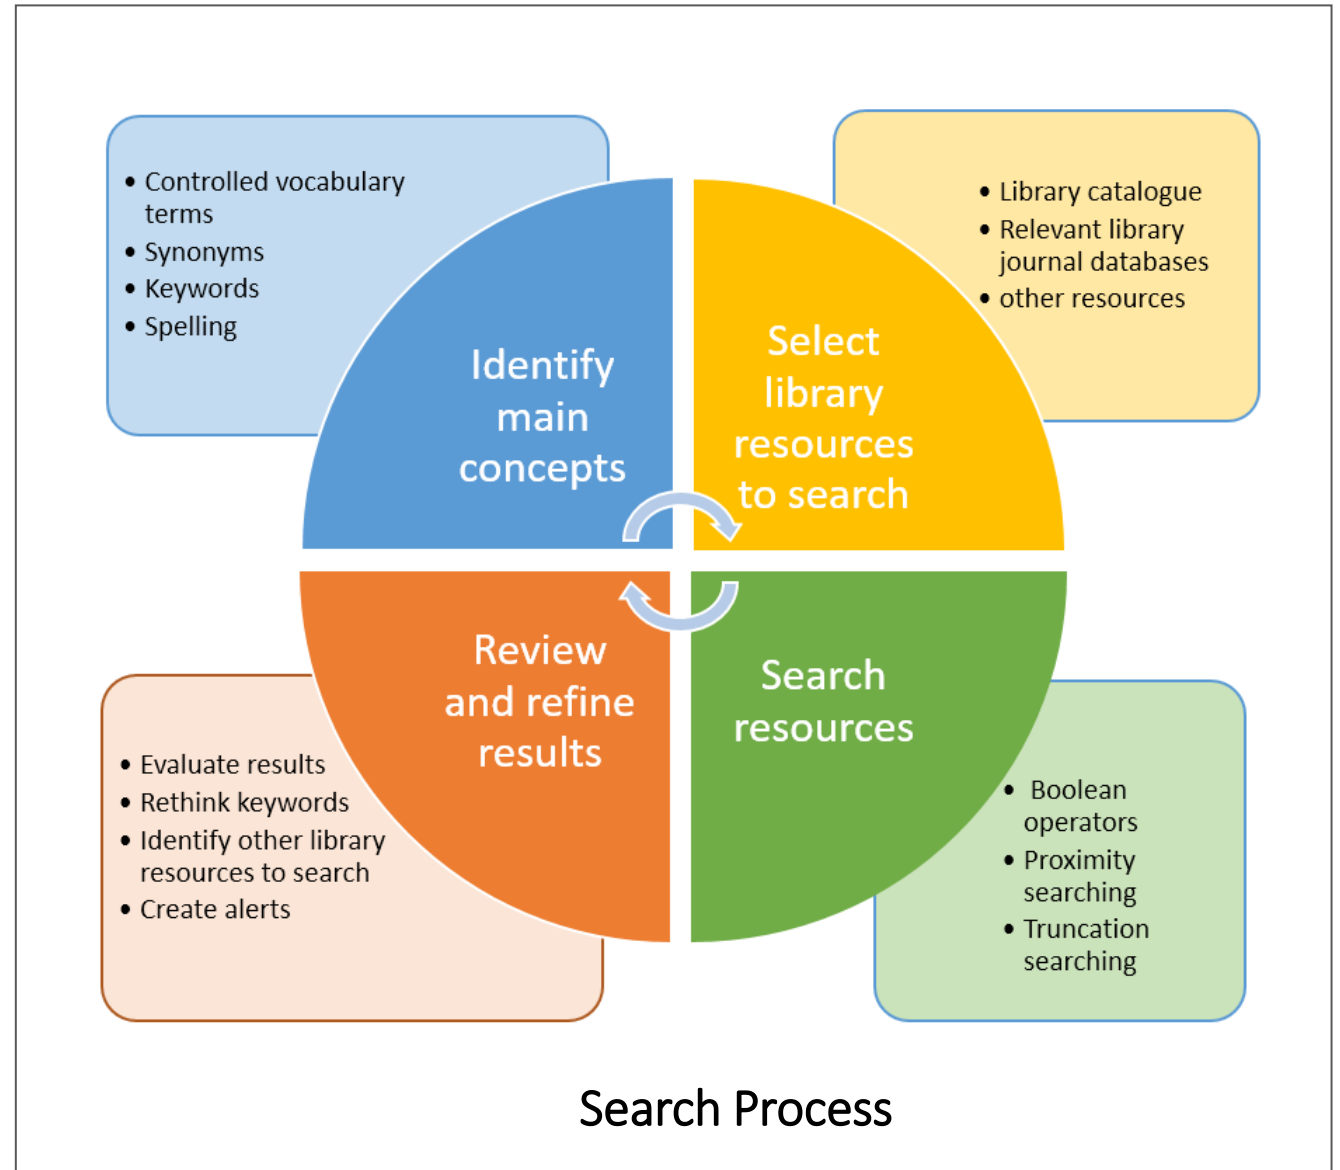 • Controlled vocabulary
terms
• Synonyms
• Keywords
• Spelling
Identify
main
concepts
• Library catalogue
• Relevant library
journal databases
• other resources
Select
library
resources
to search
Review
and refine
results
• Evaluate results
• Rethink keywords
• Identify other library
resources to search
• Create alerts
Search
resources
• Boolean
operators
• Proximity
searching
• Truncation
searching
Search Process